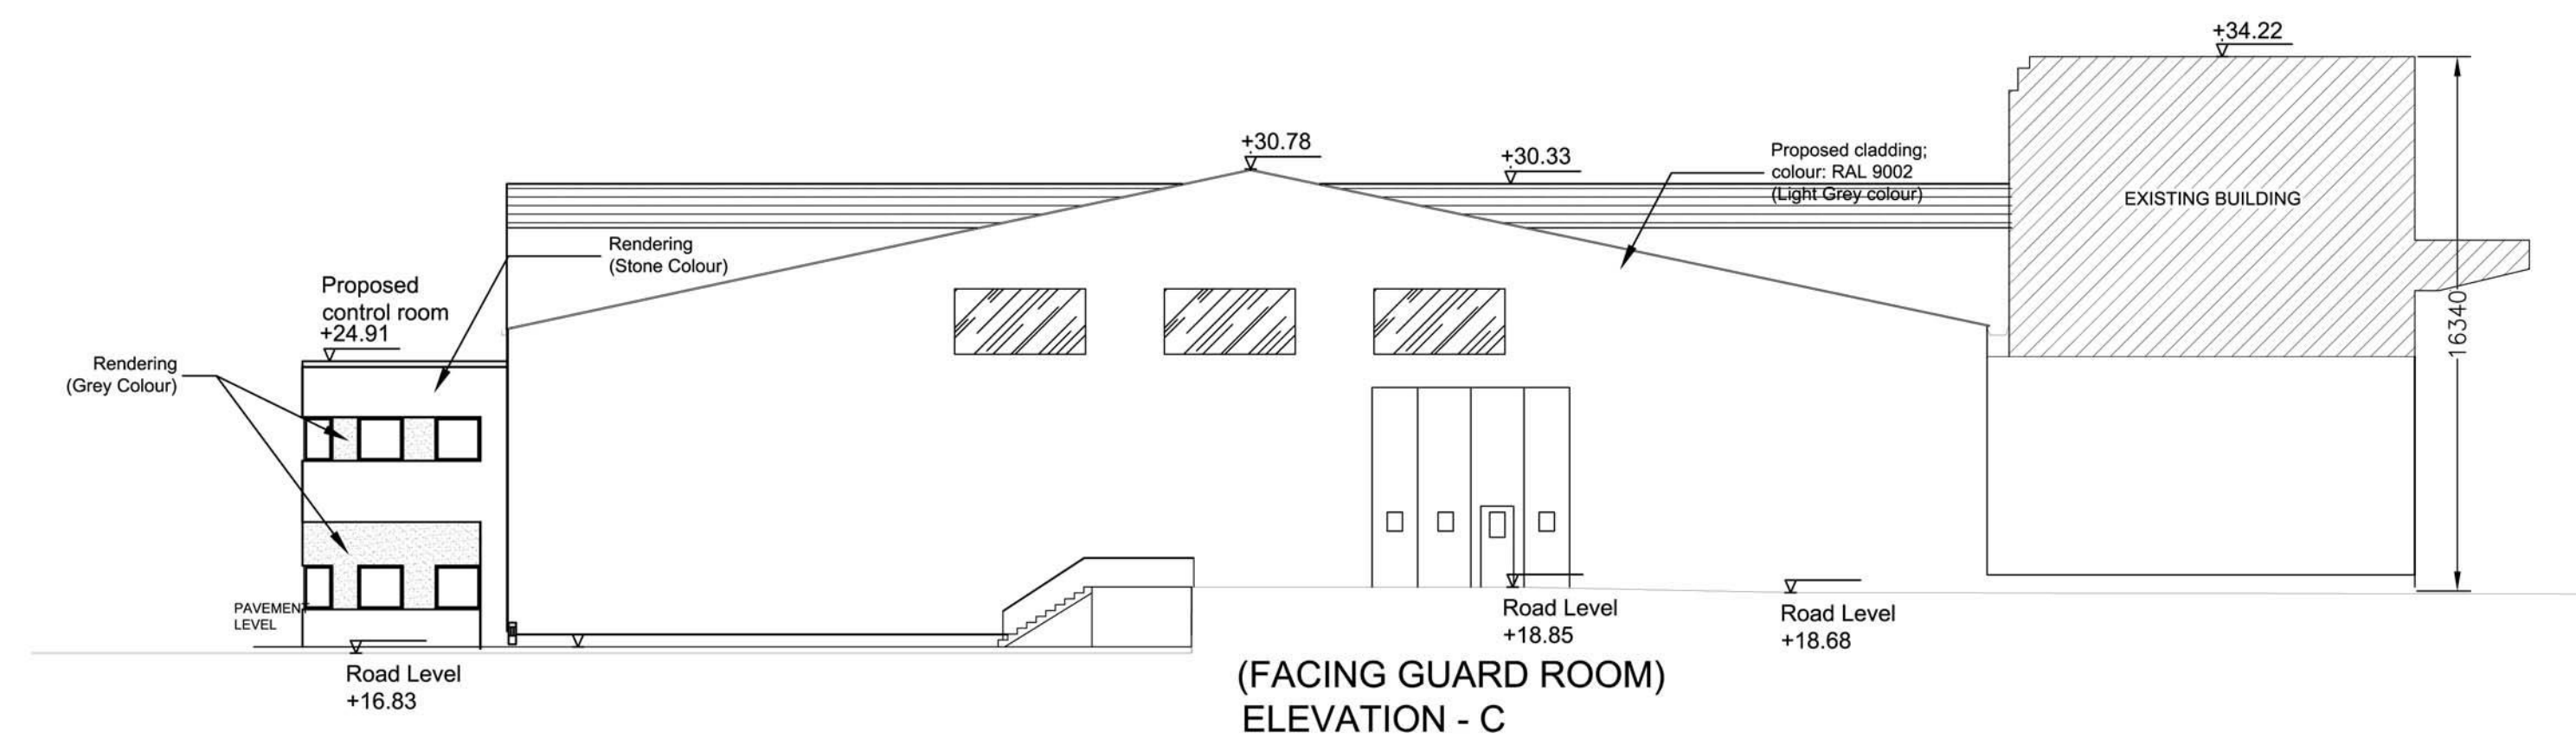 +34.22
+30.78
+30.33
Proposed cladding;
colour: RAL 9002
(Light Grey colour)
EXISTING BUILDING
Rendering
(Stone Colour)
Proposed
control room
+24.91
Rendering
(Grey Colour)
16340
PAVEMENT
LEVEL
Road Level
+18.85
Road Level
+18.68
Road Level
+16.83
(FACING GUARD ROOM)
ELEVATION - C